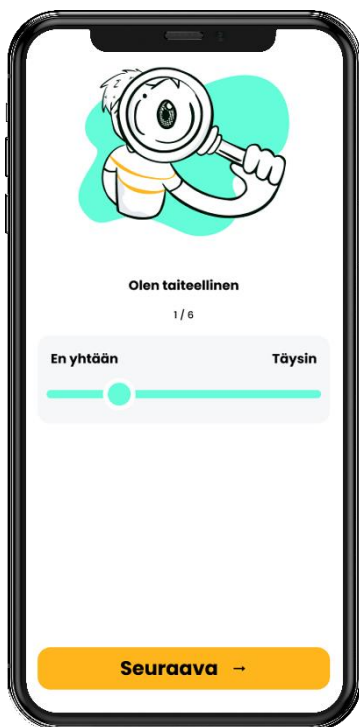 Olen taiteellinen
1 / 6
En yhtään Täysin
Seuraava →